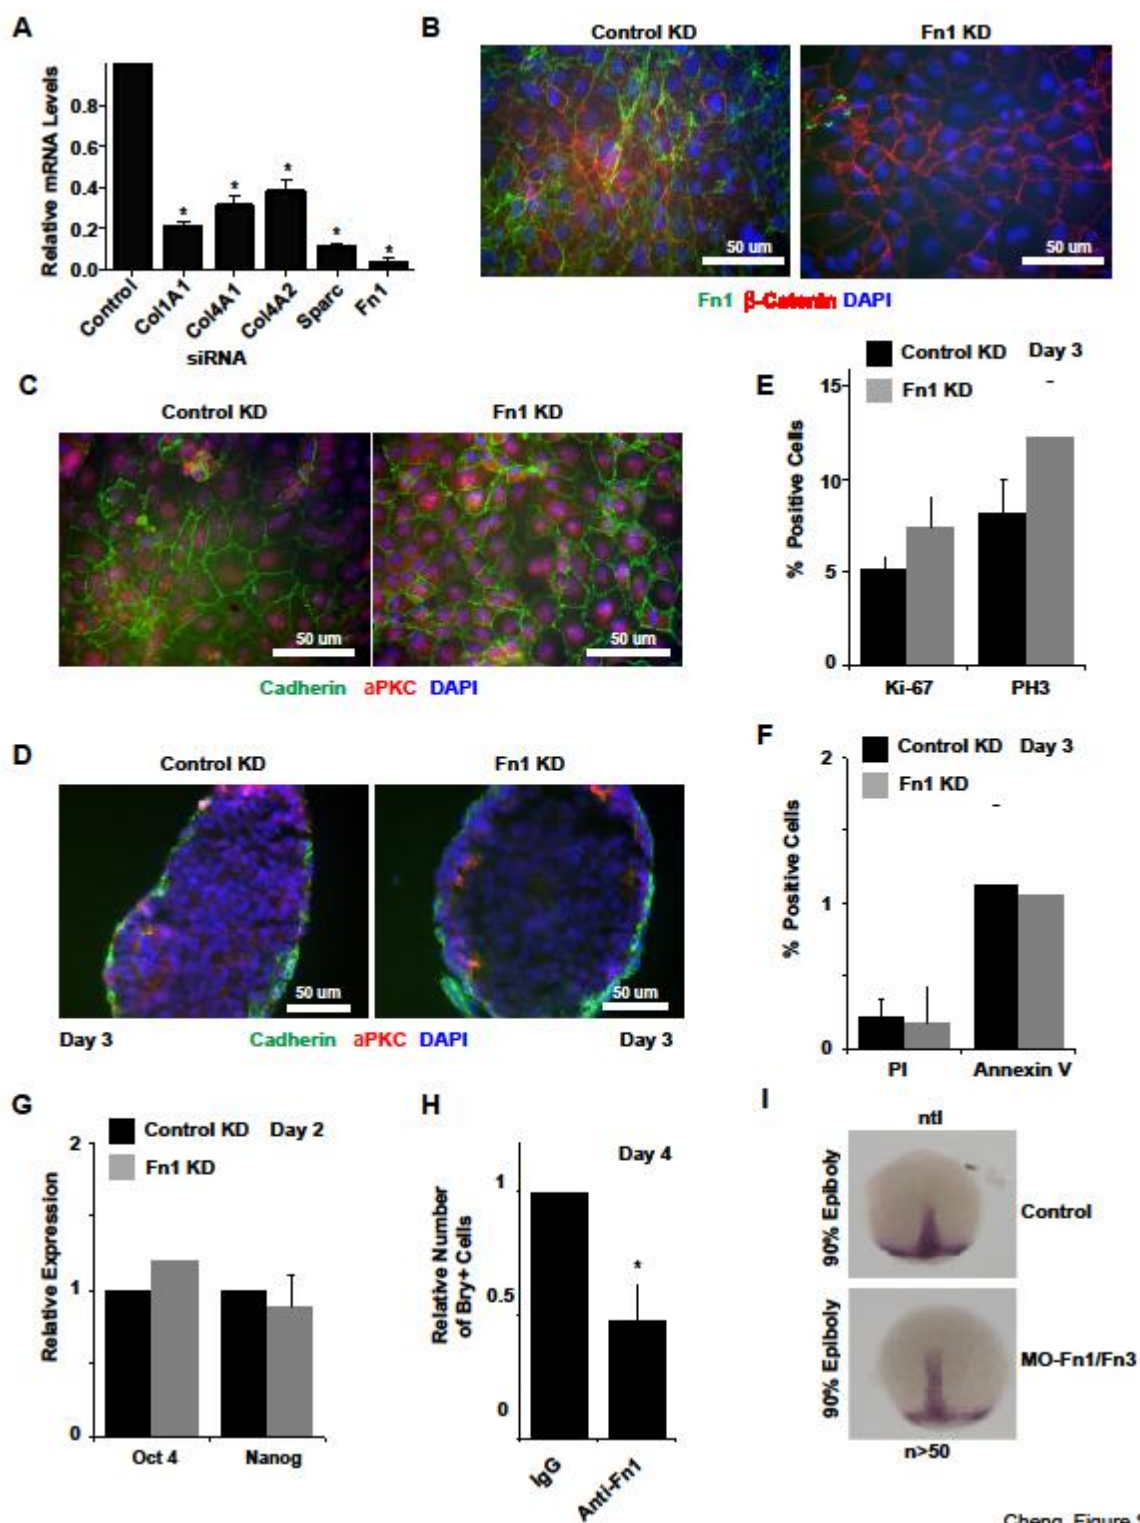 A
Relative mRNA Levels
0.8
0.6
0.4
0.2
0.0
*
*
*
*
*
Control
Col1A1
Col4A1
Col4A2
Sparc
Fn1
siRNA
B
Control KD
Fn1 KD
50 um
50 um
Fn1 β-Catenin DAPI
C
Control KD
Fn1 KD
50 um
50 um
Cadherin aPKC DAPI
D
Control KD
Fn1 KD
50 um
50 um
Day 3
Cadherin aPKC DAPI
Day 3
E
Control KD Day 3
Fn1 KD
% Positive Cells
15
10
5
0
Ki-67
PH3
F
Control KD Day 3
Fn1 KD
% Positive Cells
2
1
0
PI
Annexin V
G
Control KD Day 2
Fn1 KD
Relative Expression
2
1
0
Oct 4
Nanog
H
Day 4
Relative Number
of Bry+ Cells
1
0.5
0
*
IgG
Anti-Fn1
I
ntl
90% Epiboly
Control
90% Epiboly
MO-Fn1/Fn3
n>50